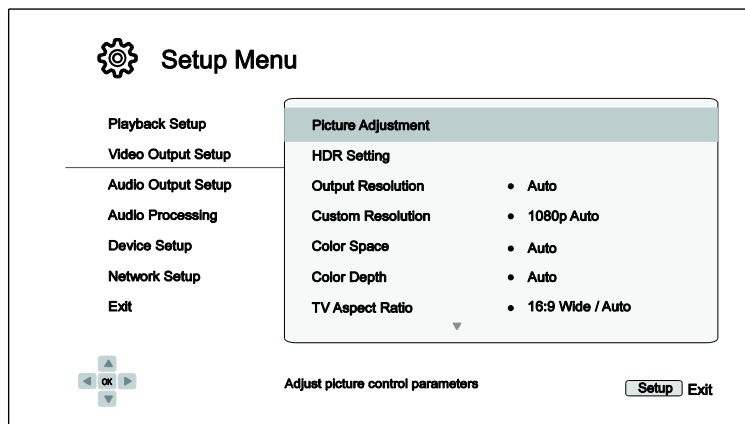 Setup Menu
Playback Setup
Video Output Setup
Audio Output Setup
Audio Processing
Device Setup
Network Setup
Exit
Picture Adjustment
HDR Setting
Output Resolution • Auto
Custom Resolution • 1080p Auto
Color Space • Auto
Color Depth • Auto
TV Aspect Ratio • 16:9 Wide / Auto
OK
Adjust picture control parameters
Setup Exit